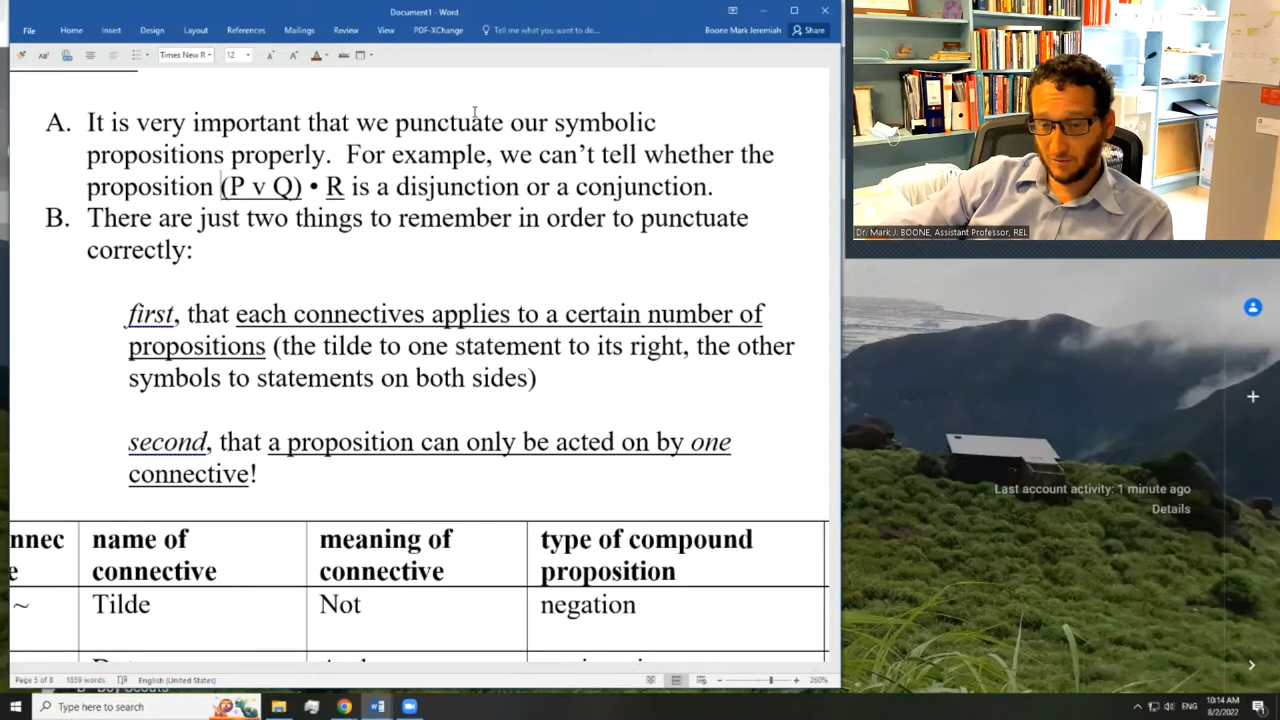 Document1 - Word
File
Home
Insert
Design
Layout
References
Mailings
Review
View
PDF-XChange
Tell me what you want to do...
Boone Mark Jeremiah
Share
Times New R
12
A. It is very important that we punctuate our symbolic
propositions properly. For example, we can't tell whether the
proposition (P v Q) • R is a disjunction or a conjunction.
B. There are just two things to remember in order to punctuate
correctly:
first, that each connectives applies to a certain number of
propositions (the tilde to one statement to its right, the other
symbols to statements on both sides)
second, that a proposition can only be acted on by one
connective!
nnec
e
name of
connective
meaning of
connective
type of compound
proposition
~
Tilde
Not
negation
Page 5 of 8
1859 words
English (United States)
260%
Dr. Mark J. BOONE, Assistant Professor, REL
Last account activity: 1 minute ago
Details
Type here to search
ENG
10:14 AM
8/2/2022